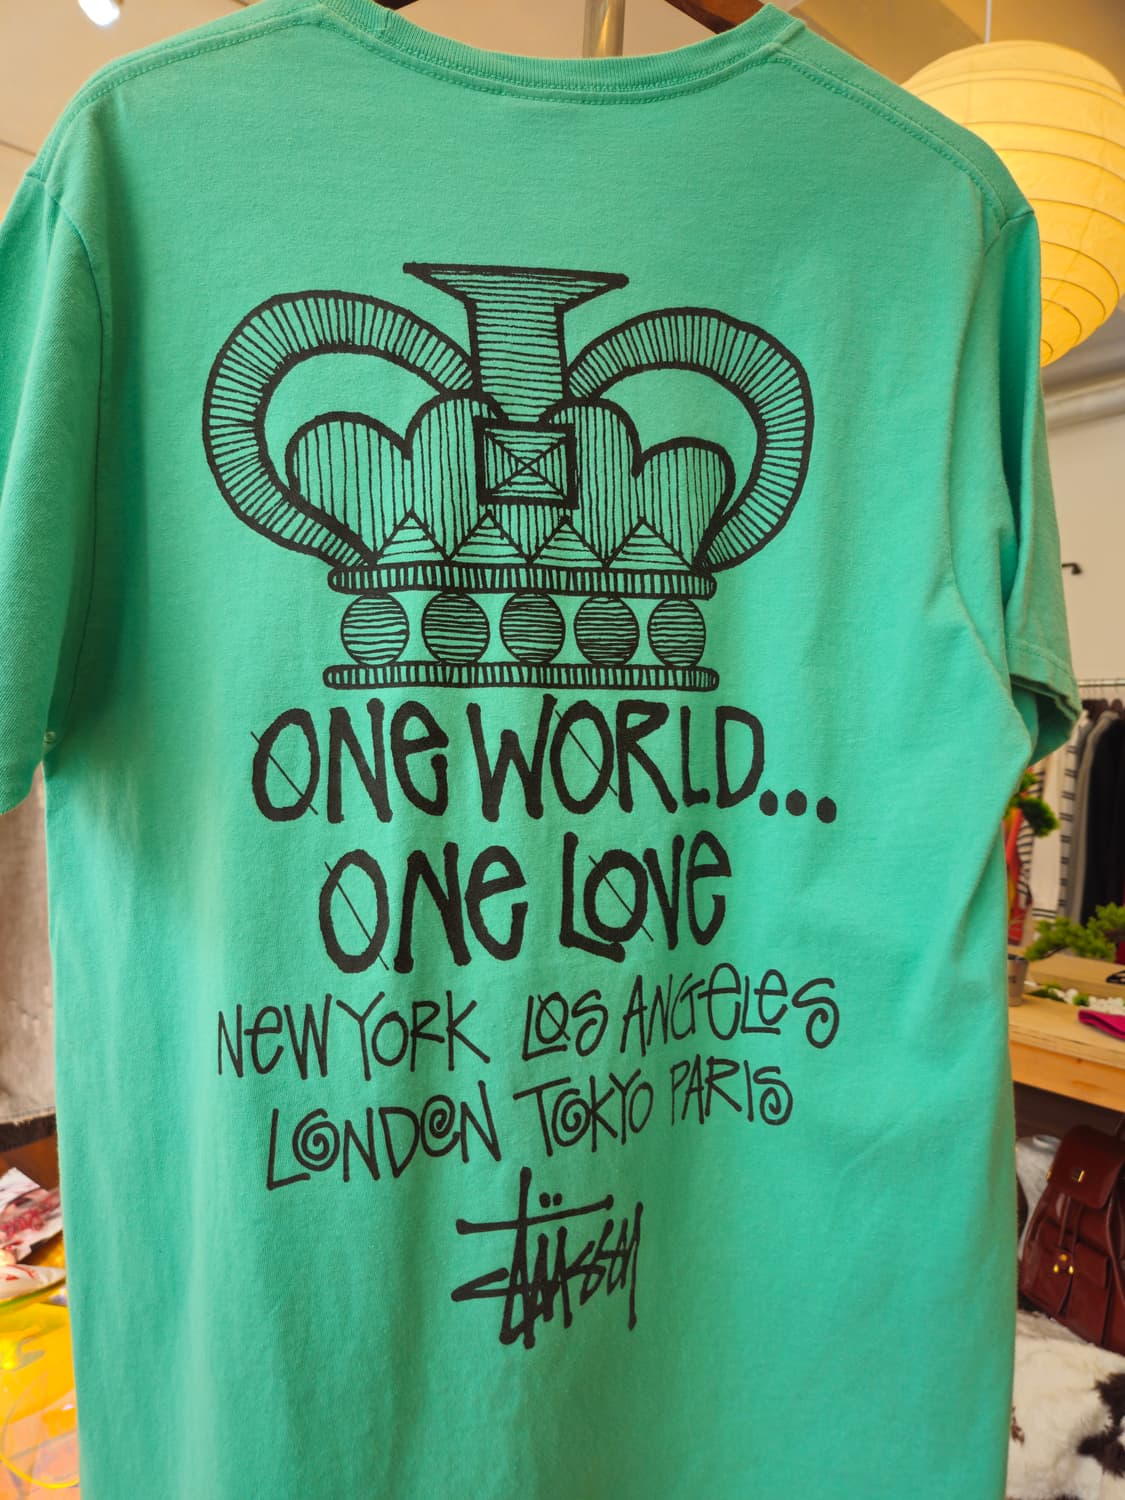 ONE WORLD...
ONE LOVE
NEW YORK LOS ANGELES
LONDON TOKYO PARIS
Stüssy